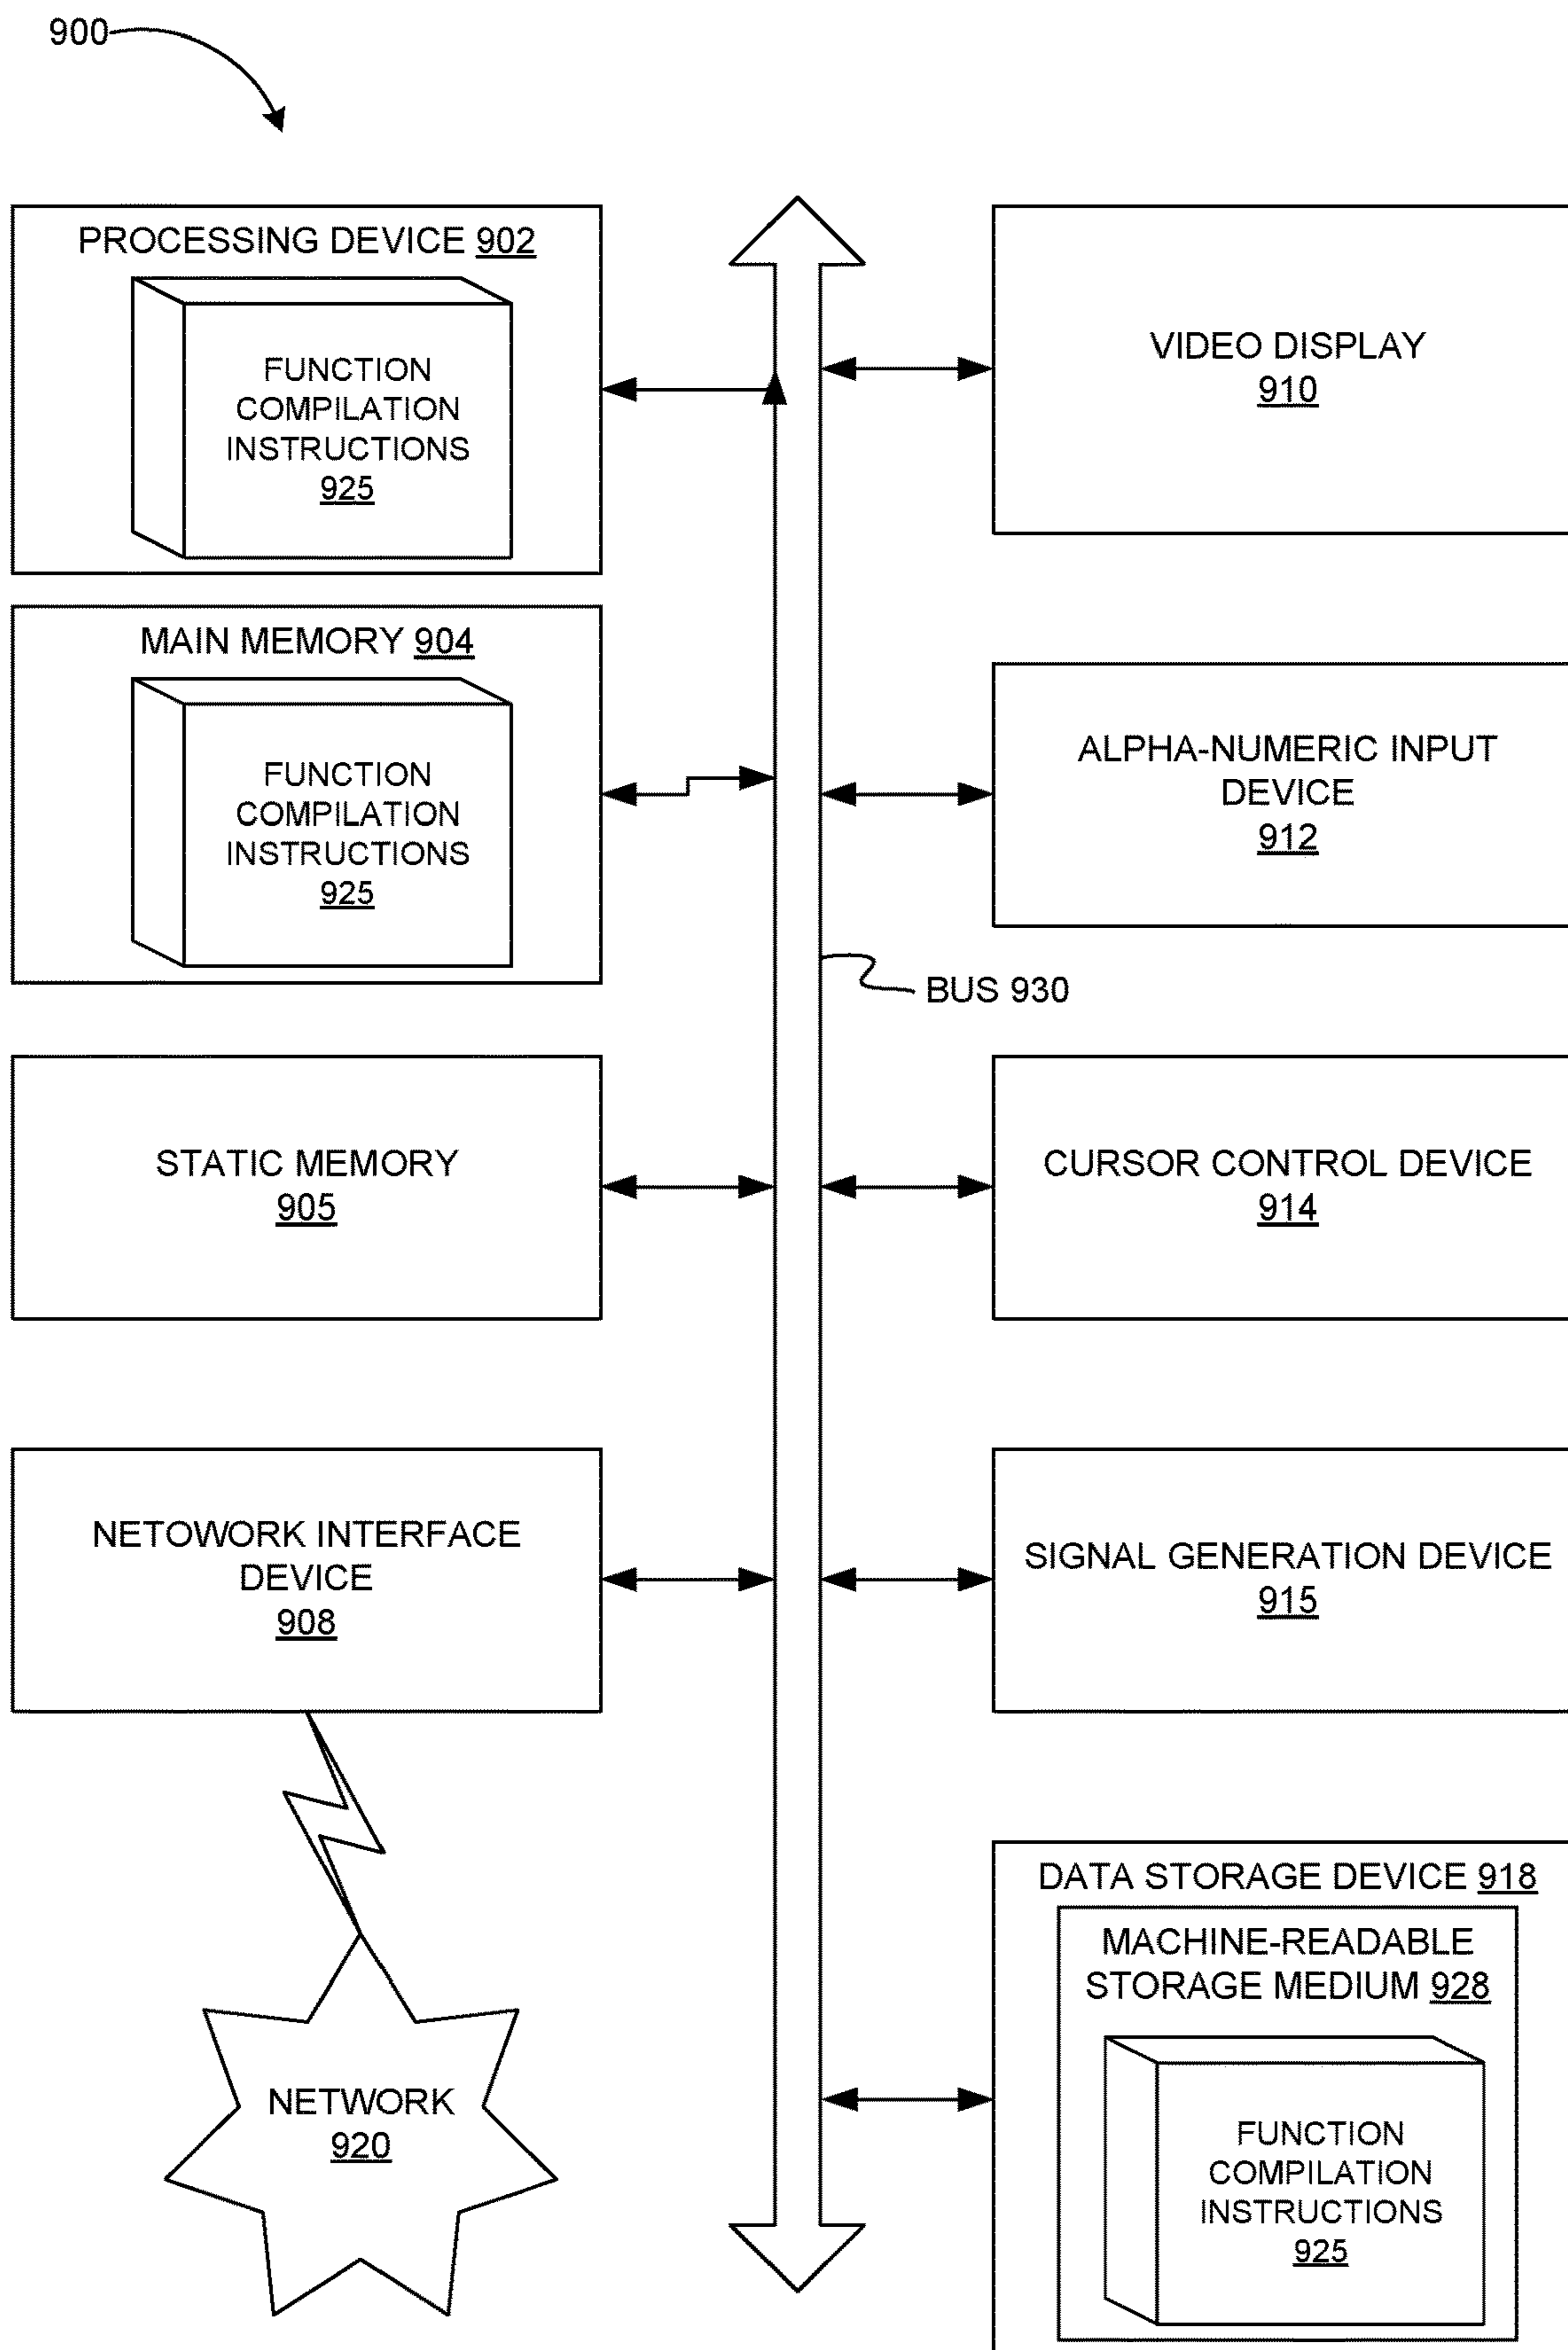 900
PROCESSING DEVICE 902
FUNCTION
COMPILATION
INSTRUCTIONS
925
MAIN MEMORY 904
FUNCTION
COMPILATION
INSTRUCTIONS
925
STATIC MEMORY
905
NETOWORK INTERFACE
DEVICE
908
NETWORK
920
BUS 930
VIDEO DISPLAY
910
ALPHA-NUMERIC INPUT
DEVICE
912
CURSOR CONTROL DEVICE
914
SIGNAL GENERATION DEVICE
915
DATA STORAGE DEVICE 918
MACHINE-READABLE
STORAGE MEDIUM 928
FUNCTION
COMPILATION
INSTRUCTIONS
925